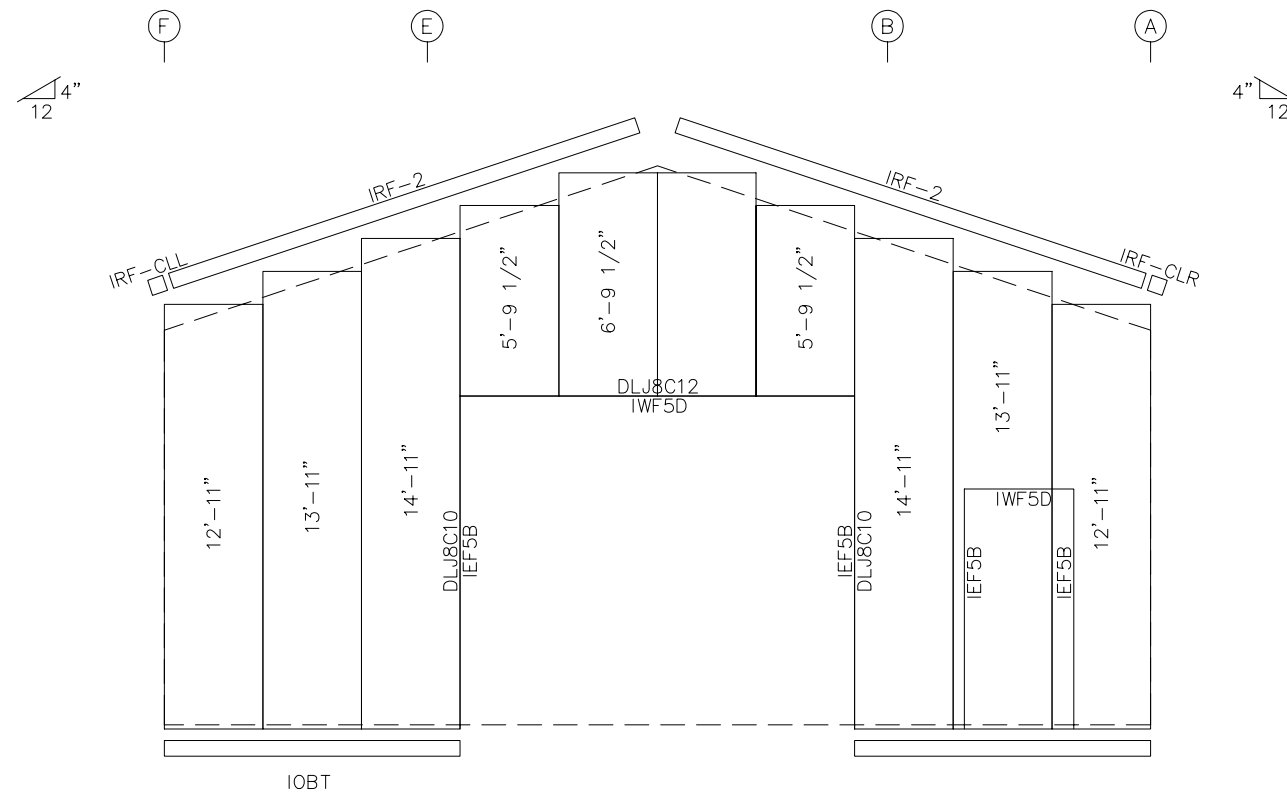 F
E
B
A
4"
12
4"
12
IRF-2
IRF-2
IRF-CLL
IRF-CLR
5'-9 1/2"
6'-9 1/2"
5'-9 1/2"
DLJ8C12
IWF5D
12'-11"
13'-11"
14'-11"
DLJ8C10
IEF5B
IEF5B
DLJ8C10
14'-11"
13'-11"
IWF5D
IEF5B
IEF5B
12'-11"
IOBT